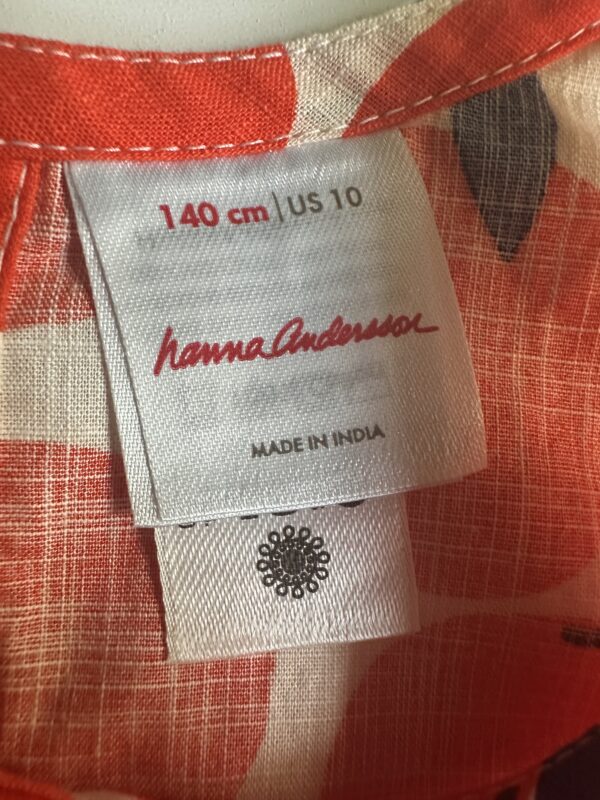 140 cm | US 10
hanna Andersson
MADE IN INDIA